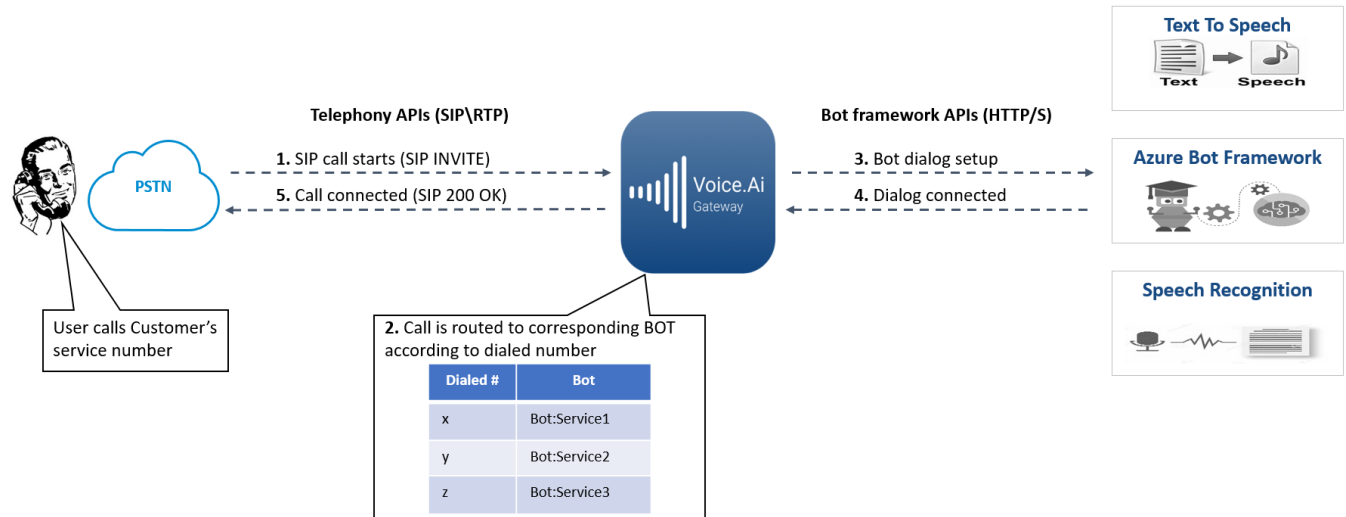 Text To Speech
Text
Speech
Telephony APIs (SIP\RTP)
Bot framework APIs (HTTP/S)
PSTN
1. SIP call starts (SIP INVITE)
5. Call connected (SIP 200 OK)
Voice.Ai
Gateway
3. Bot dialog setup
4. Dialog connected
Azure Bot Framework
Speech Recognition
User calls Customer's
service number
2. Call is routed to corresponding BOT
according to dialed number
Dialed # Bot
x Bot:Service1
y Bot:Service2
z Bot:Service3